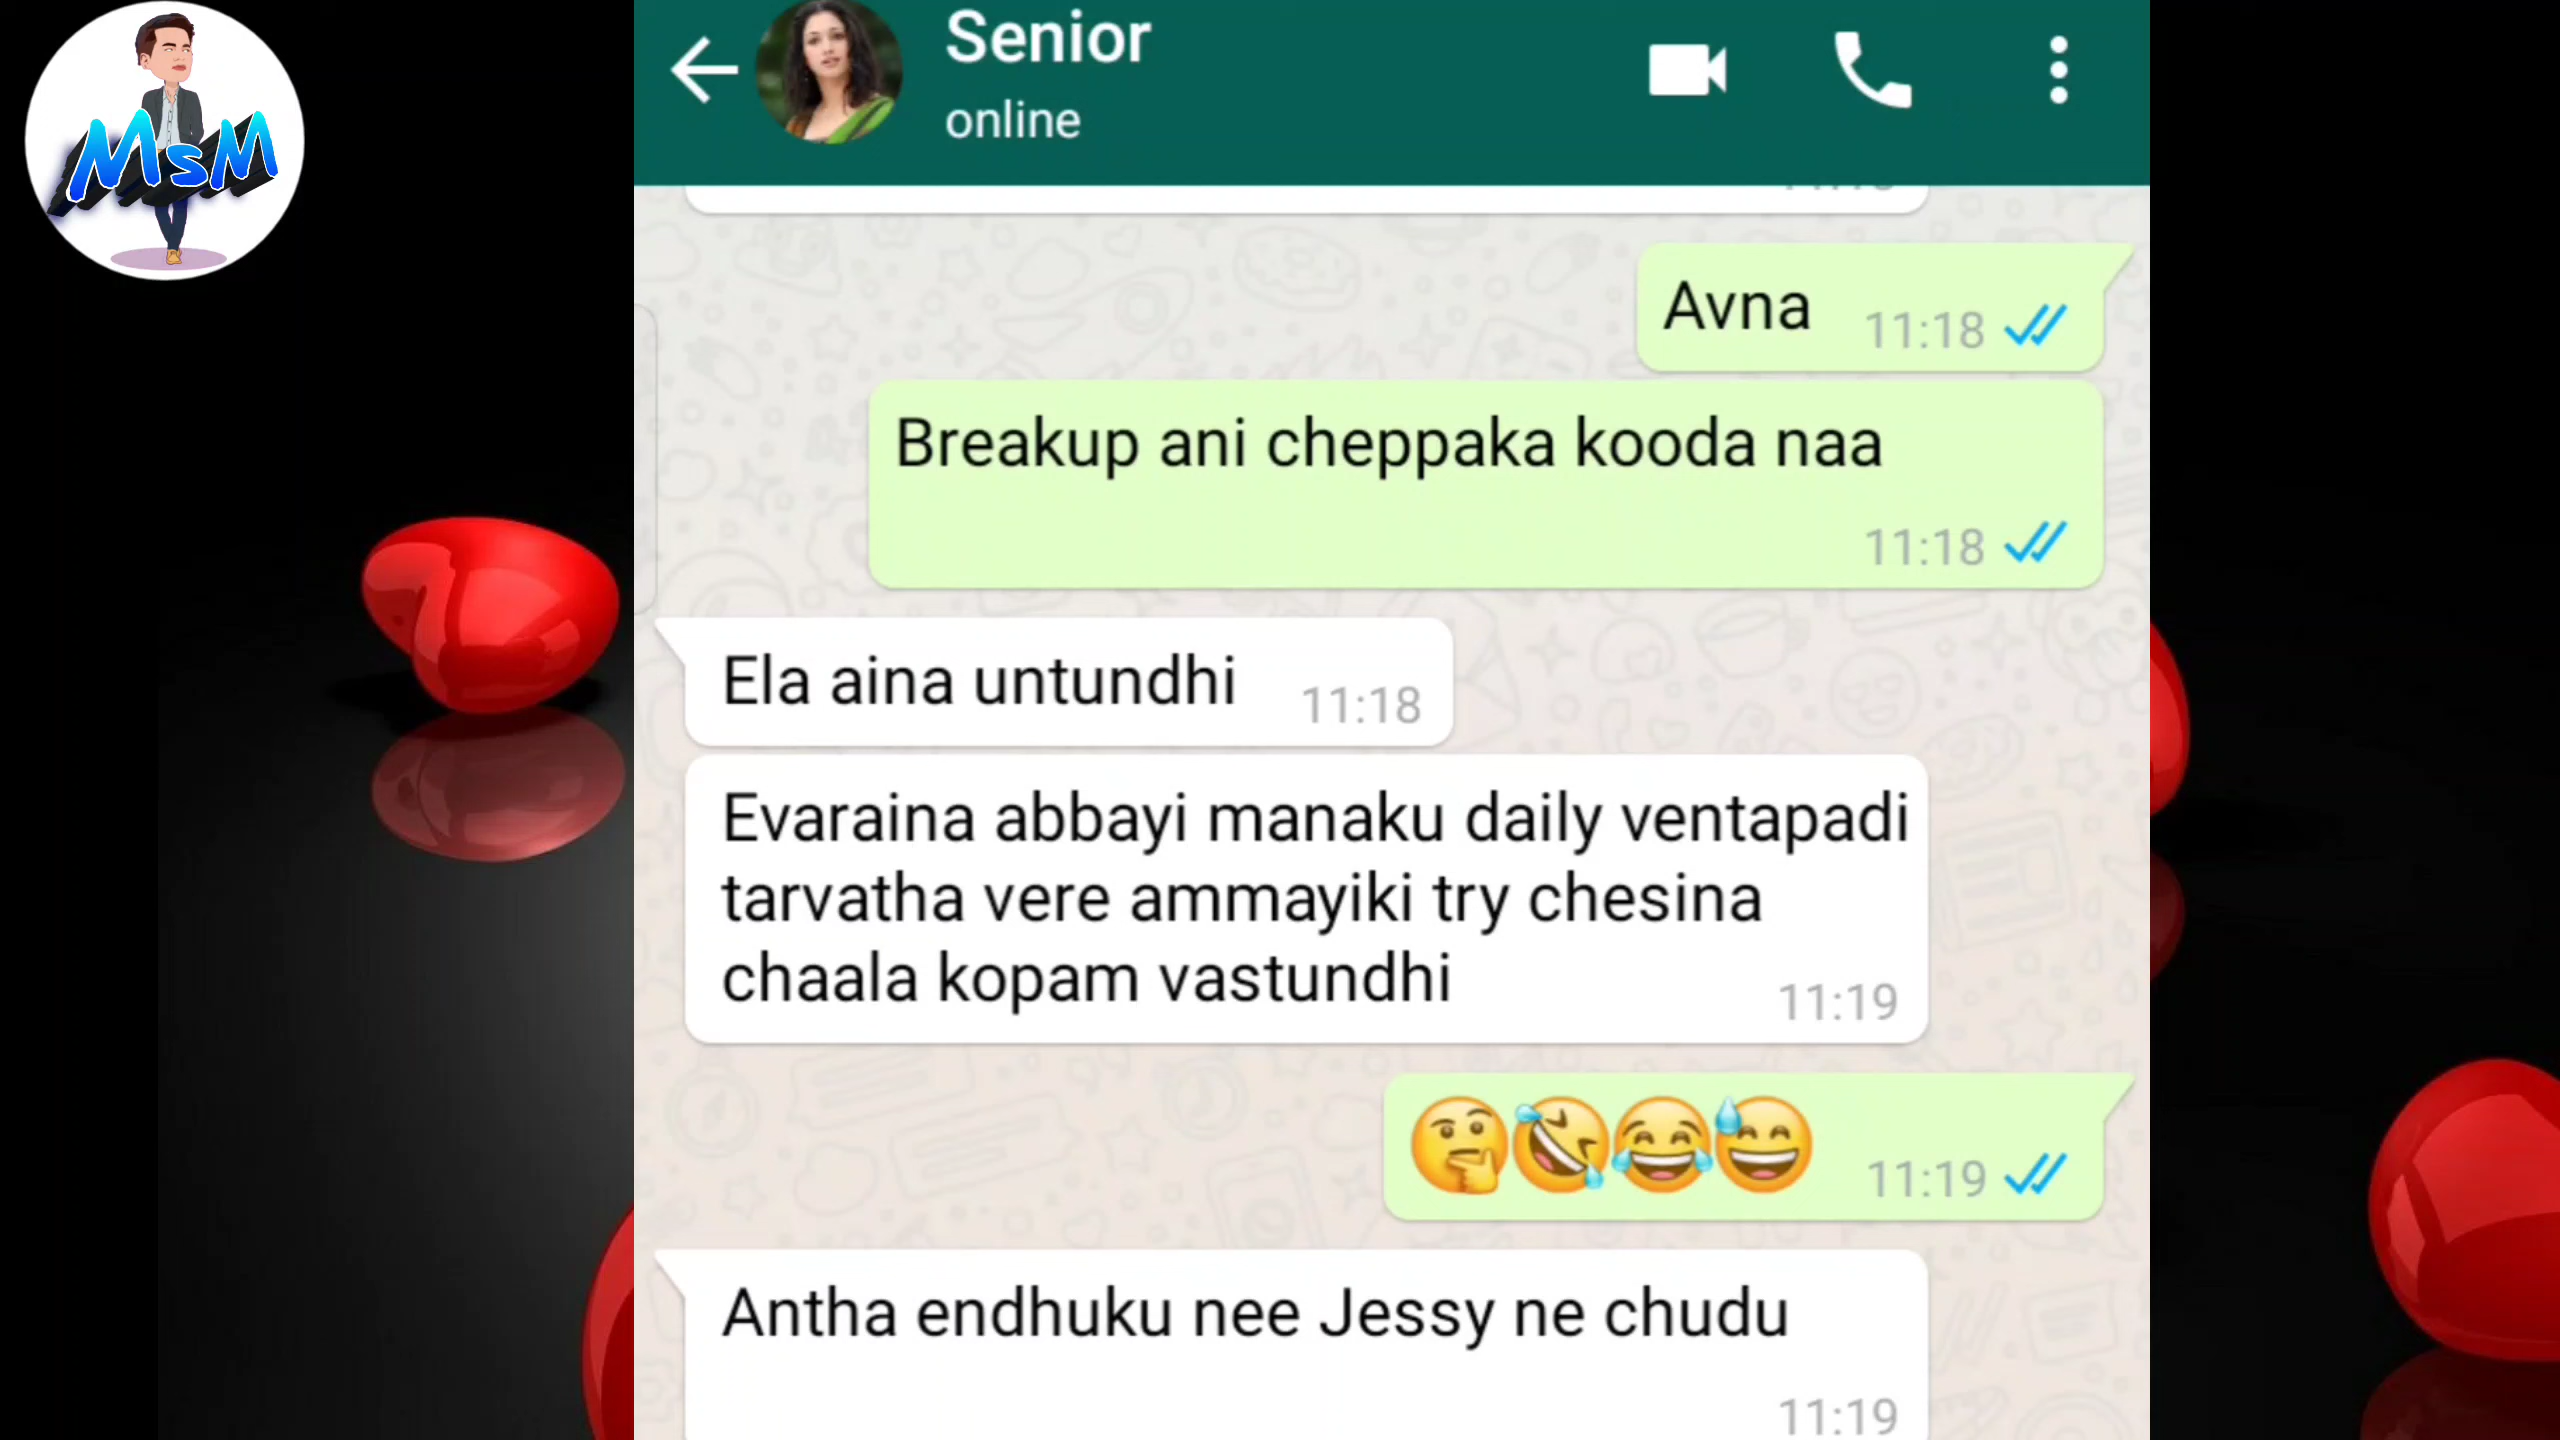 MsM
Senior
online
Avna
11:18
Breakup ani cheppaka kooda naa
11:18
Ela aina untundhi
11:18
Evaraina abbayi manaku daily ventapadi
tarvatha vere ammayiki try chesina
chaala kopam vastundhi
11:19
🤔🤣😂😅
11:19
Antha endhuku nee Jessy ne chudu
11:19